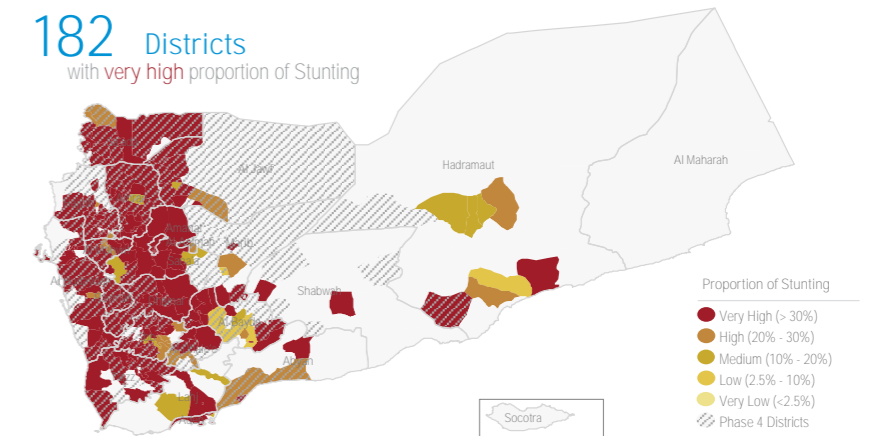 182 Districts
with very high proportion of Stunting
Al Jawf
Hadramaut
Al Maharah
Marib
Shabwah
Abyan
Socotra
Proportion of Stunting
Very High (> 30%)
High (20% - 30%)
Medium (10% - 20%)
Low (2.5% - 10%)
Very Low (<2.5%)
Phase 4 Districts